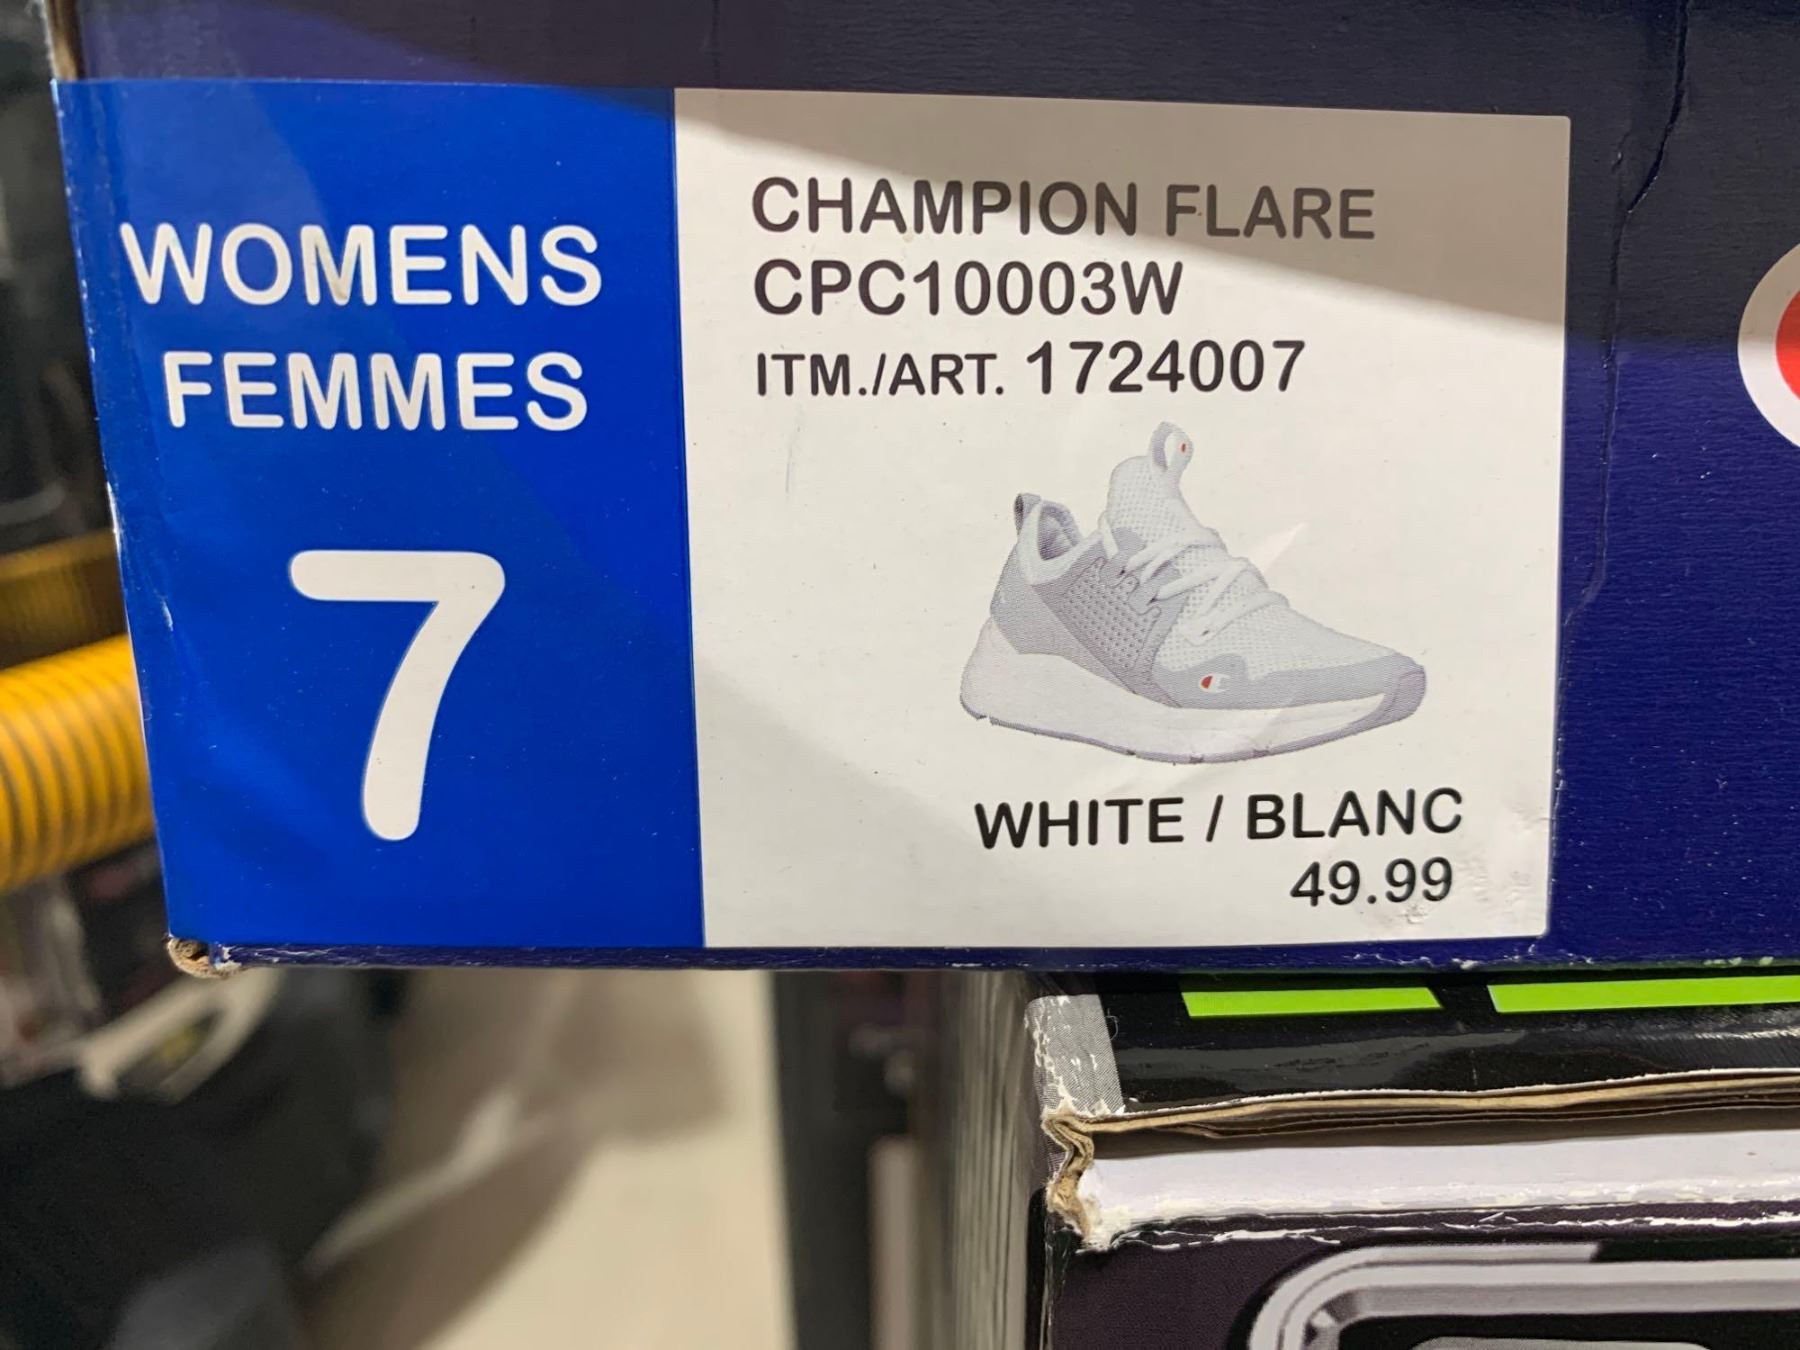 WOMENS
FEMMES
7
CHAMPION FLARE
CPC10003W
ITM./ART. 1724007
WHITE / BLANC
49.99